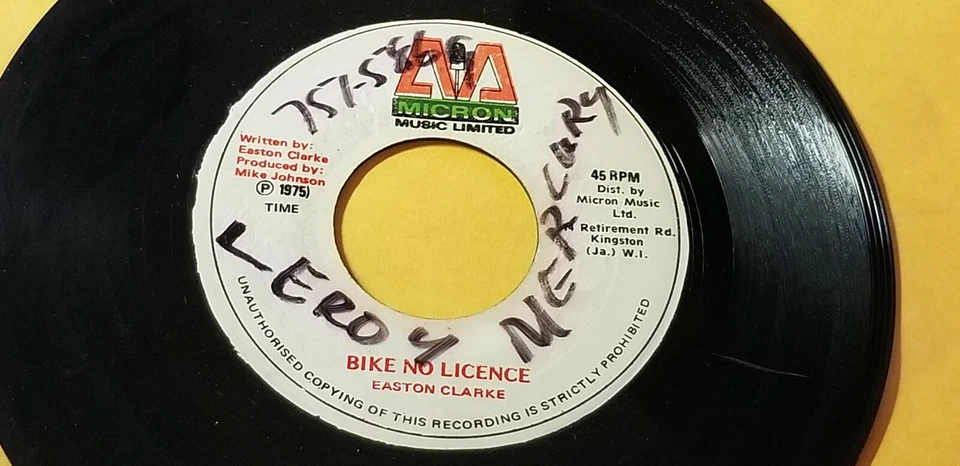 757-5869
MICRON
MUSIC LIMITED
Written by:
Easton Clarke
Produced by:
Mike Johnson
Ⓟ 1975)
TIME
45 RPM
Dist. by
Micron Music
Ltd.
Retirement Rd.
Kingston
(Ja.) W.I.
LEROY
MERCURY
BIKE NO LICENCE
EASTON CLARKE
UNAUTHORISED COPYING OF THIS RECORDING IS STRICTLY PROHIBITED